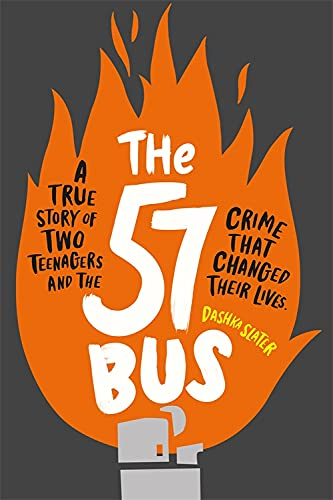 THE
57
BUS
A
TRUE
STORY OF
TWO
TEENAGERS
AND THE
CRIME
THAT
CHANGED
THEIR LIVES.
DASHKA SLATER